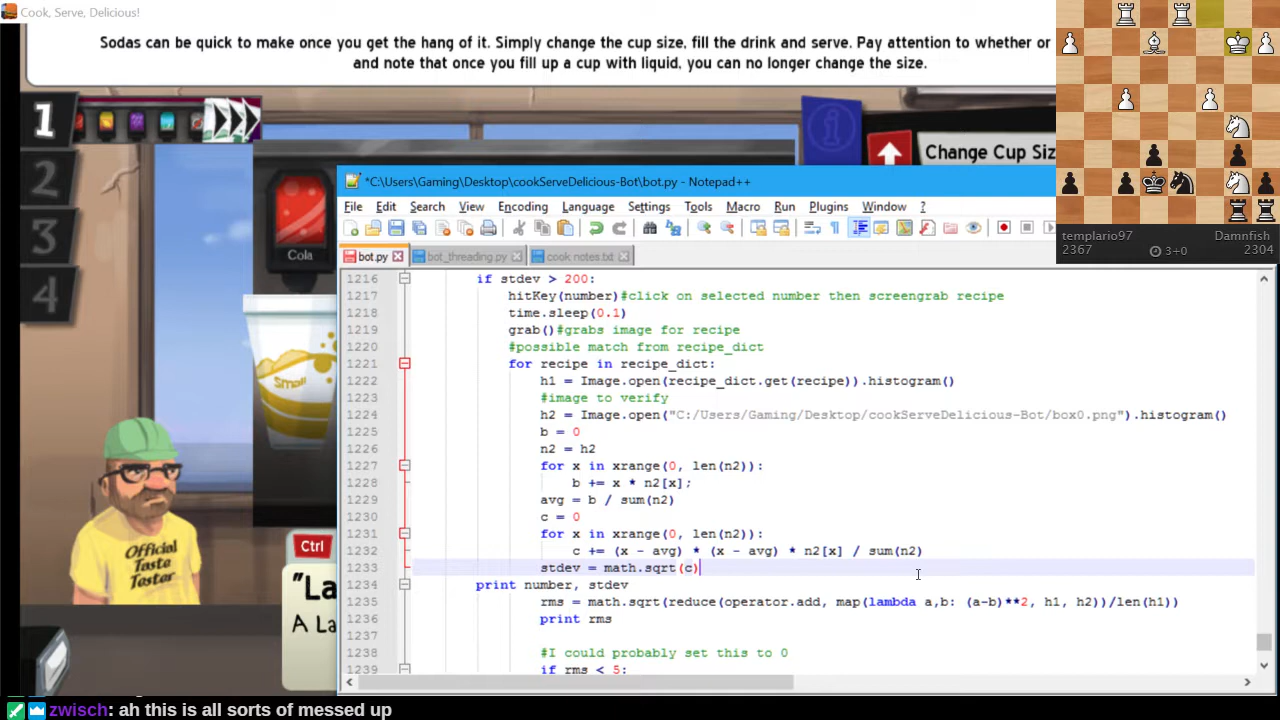 Cook, Serve, Delicious!
Sodas can be quick to make once you get the hang of it. Simply change the cup size, fill the drink and serve. Pay attention to whether or
and note that once you fill up a cup with liquid, you can no longer change the size.
1
2
3
4
Cola
Small
Change Cup Siz
*C:\Users\Gaming\Desktop\cookServeDelicious-Bot\bot.py - Notepad++
File Edit Search View Encoding Language Settings Tools Macro Run Plugins Window ?
bot.py bot_threading.py cook notes.txt
1216 if stdev > 200:
1217 hitKey(number)#click on selected number then screengrab recipe
1218 time.sleep(0.1)
1219 grab()#grabs image for recipe
1220 #possible match from recipe_dict
1221 for recipe in recipe_dict:
1222 h1 = Image.open(recipe_dict.get(recipe)).histogram()
1223 #image to verify
1224 h2 = Image.open("C:/Users/Gaming/Desktop/cookServeDelicious-Bot/box0.png").histogram()
1225 b = 0
1226 n2 = h2
1227 for x in xrange(0, len(n2)):
1228 b += x * n2[x];
1229 avg = b / sum(n2)
1230 c = 0
1231 for x in xrange(0, len(n2)):
1232 c += (x - avg) * (x - avg) * n2[x] / sum(n2)
1233 stdev = math.sqrt(c)
1234 print number, stdev
1235 rms = math.sqrt(reduce(operator.add, map(lambda a,b: (a-b)**2, h1, h2))/len(h1))
1236 print rms
1237
1238 #I could probably set this to 0
1239 if rms < 5:
templario97 Damnfish
2367 3+0 2304
Official
Taste
Tester
Ctrl
"La
A La
zwisch: ah this is all sorts of messed up